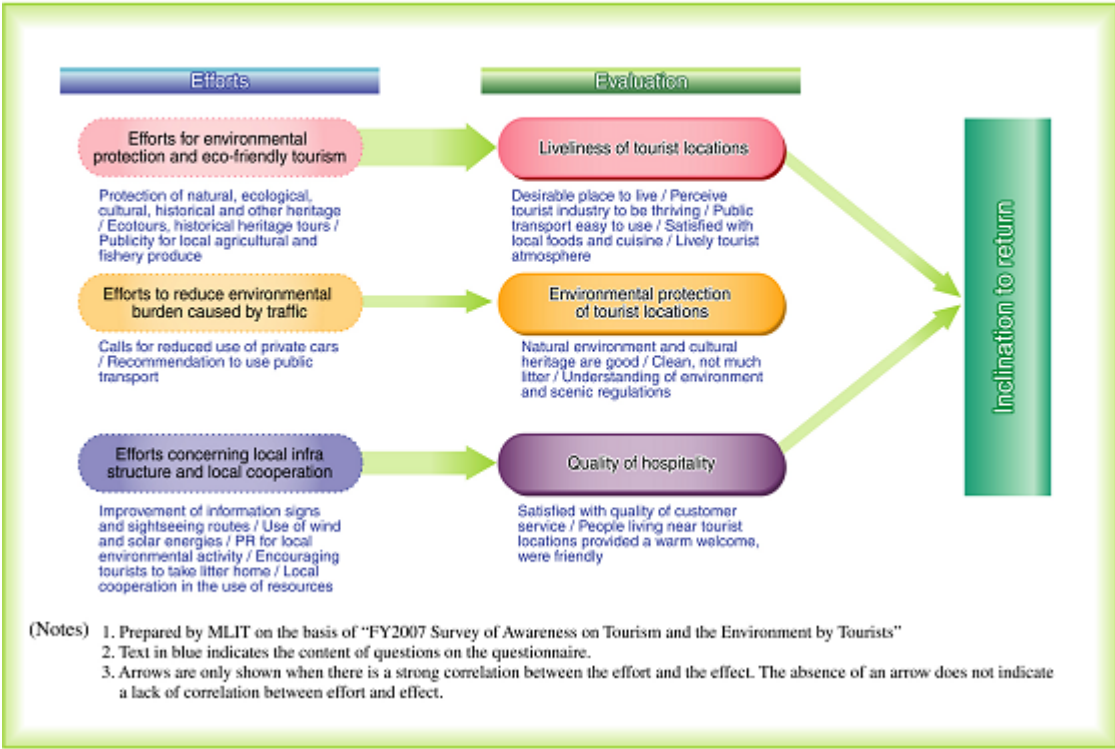 Efforts
Evaluation
Efforts for environmental
protection and eco-friendly tourism
Liveliness of tourist locations
Protection of natural, ecological,
cultural, historical and other heritage
/ Ecotours, historical heritage tours /
Publicity for local agricultural and
fishery produce
Desirable place to live / Perceive
tourist industry to be thriving / Public
transport easy to use / Satisfied with
local foods and cuisine / Lively tourist
atmosphere
Efforts to reduce environmental
burden caused by traffic
Environmental protection
of tourist locations
Calls for reduced use of private cars
/ Recommendation to use public
transport
Natural environment and cultural
heritage are good / Clean, not much
litter / Understanding of environment
and scenic regulations
Efforts concerning local infra
structure and local cooperation
Quality of hospitality
Improvement of information signs
and sightseeing routes / Use of wind
and solar energies / PR for local
environmental activity / Encouraging
tourists to take litter home / Local
cooperation in the use of resources
Satisfied with quality of customer
service / People living near tourist
locations provided a warm welcome,
were friendly
Inclination to return
(Notes) 1. Prepared by MLIT on the basis of “FY2007 Survey of Awareness on Tourism and the Environment by Tourists”
2. Text in blue indicates the content of questions on the questionnaire.
3. Arrows are only shown when there is a strong correlation between the effort and the effect. The absence of an arrow does not indicate
a lack of correlation between effort and effect.